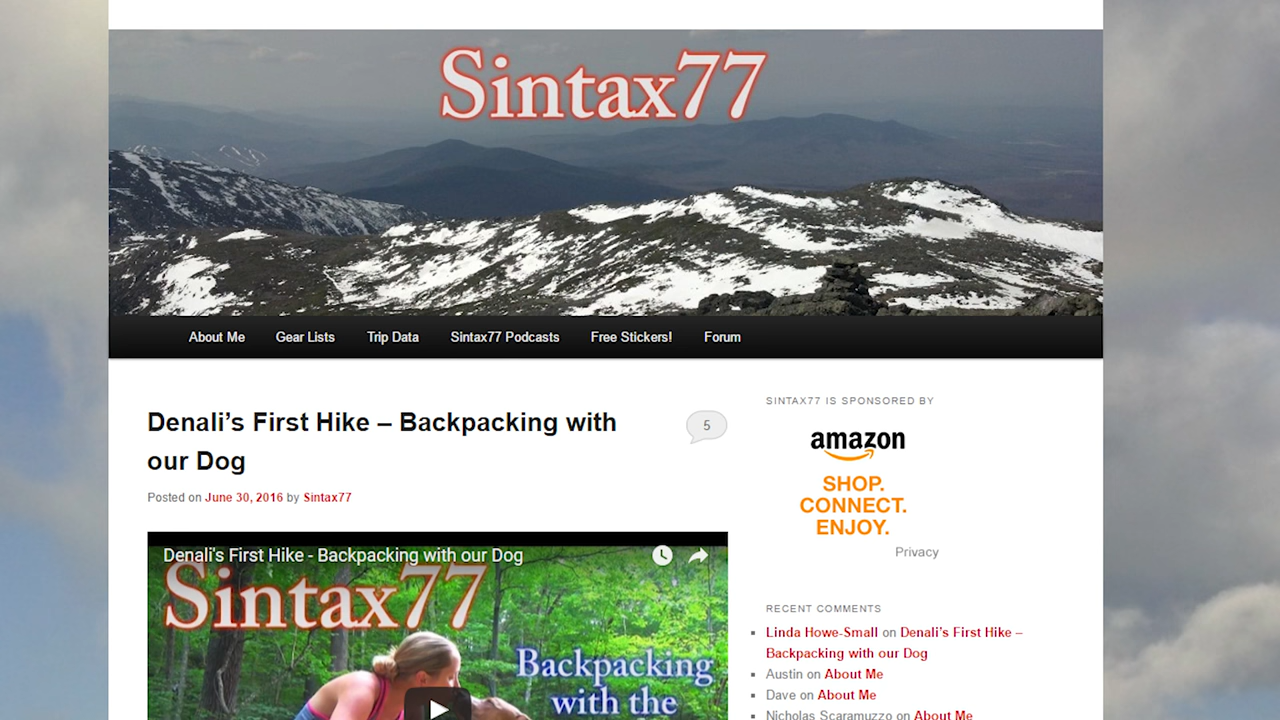 Sintax77
About Me Gear Lists Trip Data Sintax77 Podcasts Free Stickers! Forum
Denali’s First Hike – Backpacking with
our Dog
5
Posted on June 30, 2016 by Sintax77
Denali's First Hike - Backpacking with our Dog
Sintax77
Backpacking
with the
SINTAX77 IS SPONSORED BY
amazon
SHOP.
CONNECT.
ENJOY.
Privacy
RECENT COMMENTS
Linda Howe-Small on Denali’s First Hike –
Backpacking with our Dog
Austin on About Me
Dave on About Me
Nicholas Scaramuzzo on About Me